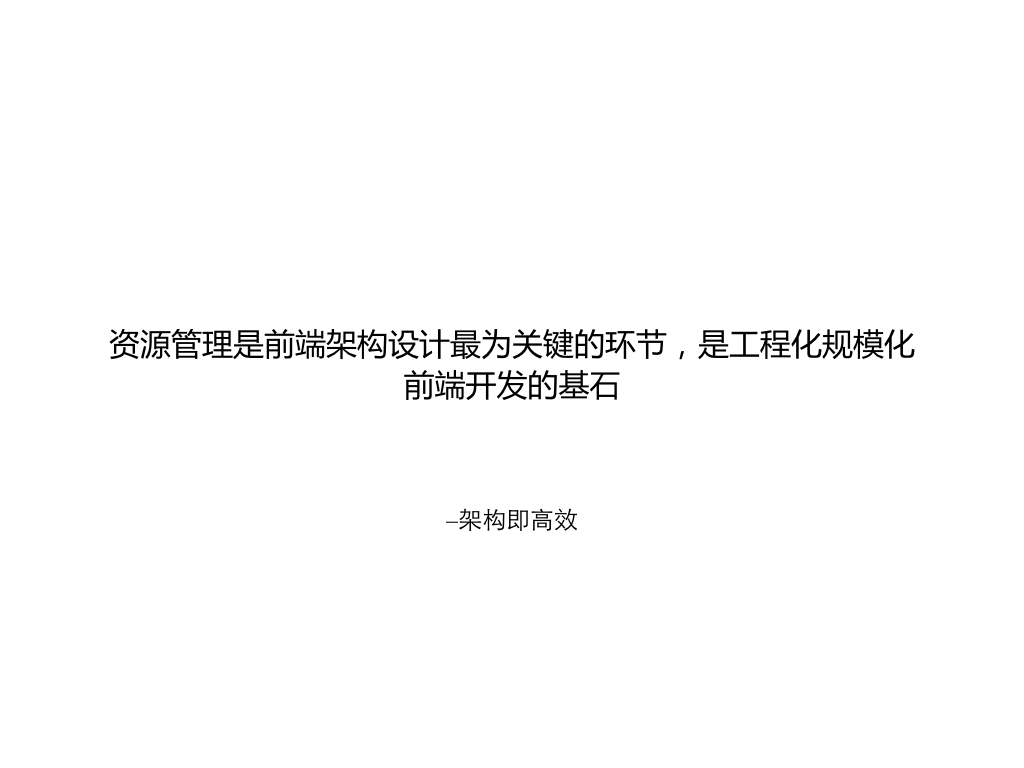 资源管理是前端架构设计最为关键的环节，是工程化规模化
前端开发的基石
–架构即高效